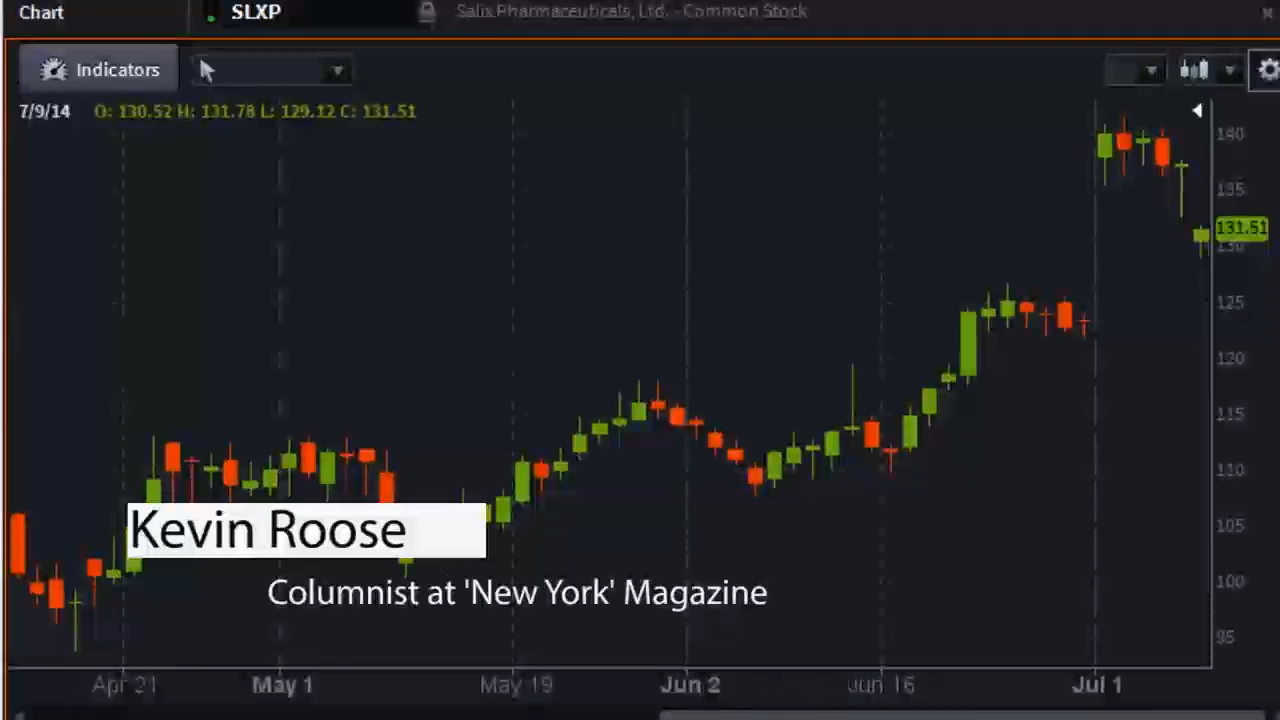 Chart
SLXP
Salix Pharmaceuticals, Ltd. - Common Stock
Indicators
7/9/14 O: 130.52 H: 131.78 L: 129.12 C: 131.51
140
135
131.51
130
125
120
115
110
105
100
95
Kevin Roose
Columnist at 'New York' Magazine
Apr 21 May 1 May 19 Jun 2 Jun 16 Jul 1